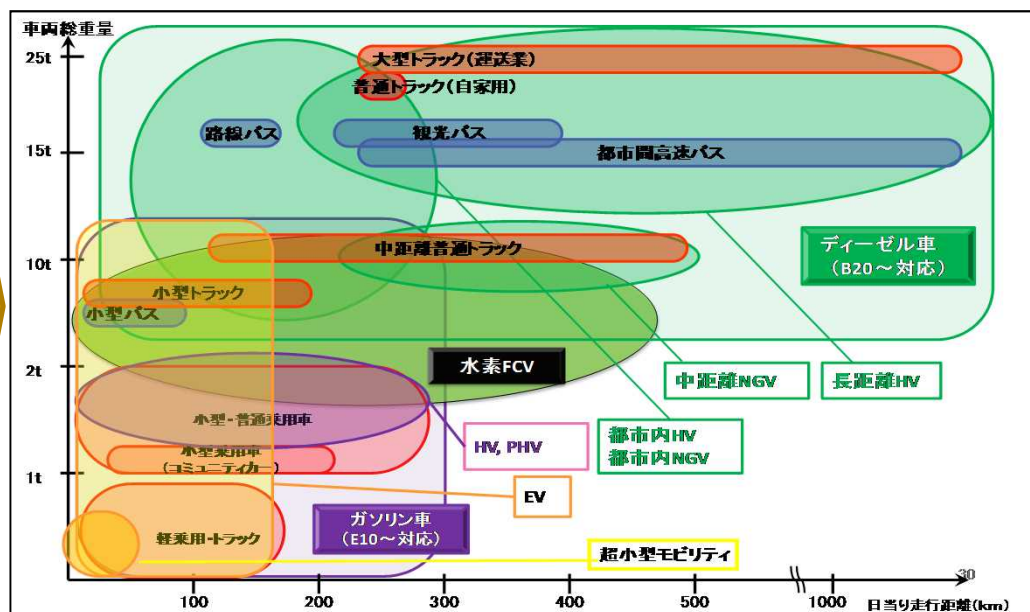 車両総重量
25t
大型トラック(運送業)
普通トラック(自家用)
路線バス
観光バス
15t
都市間高速バス
中距離普通トラック
10t
ディーゼル車
(B20～対応)
小型トラック
小型バス
水素FCV
2t
中距離NGV
長距離HV
小型・普通乗用車
HV, PHV
都市内HV
都市内NGV
小型乗用車
(コミュニティカー)
1t
EV
ガソリン車
(E10～対応)
軽乗用・トラック
超小型モビリティ
30
100
200
300
400
500
1000
日当り走行距離(km)